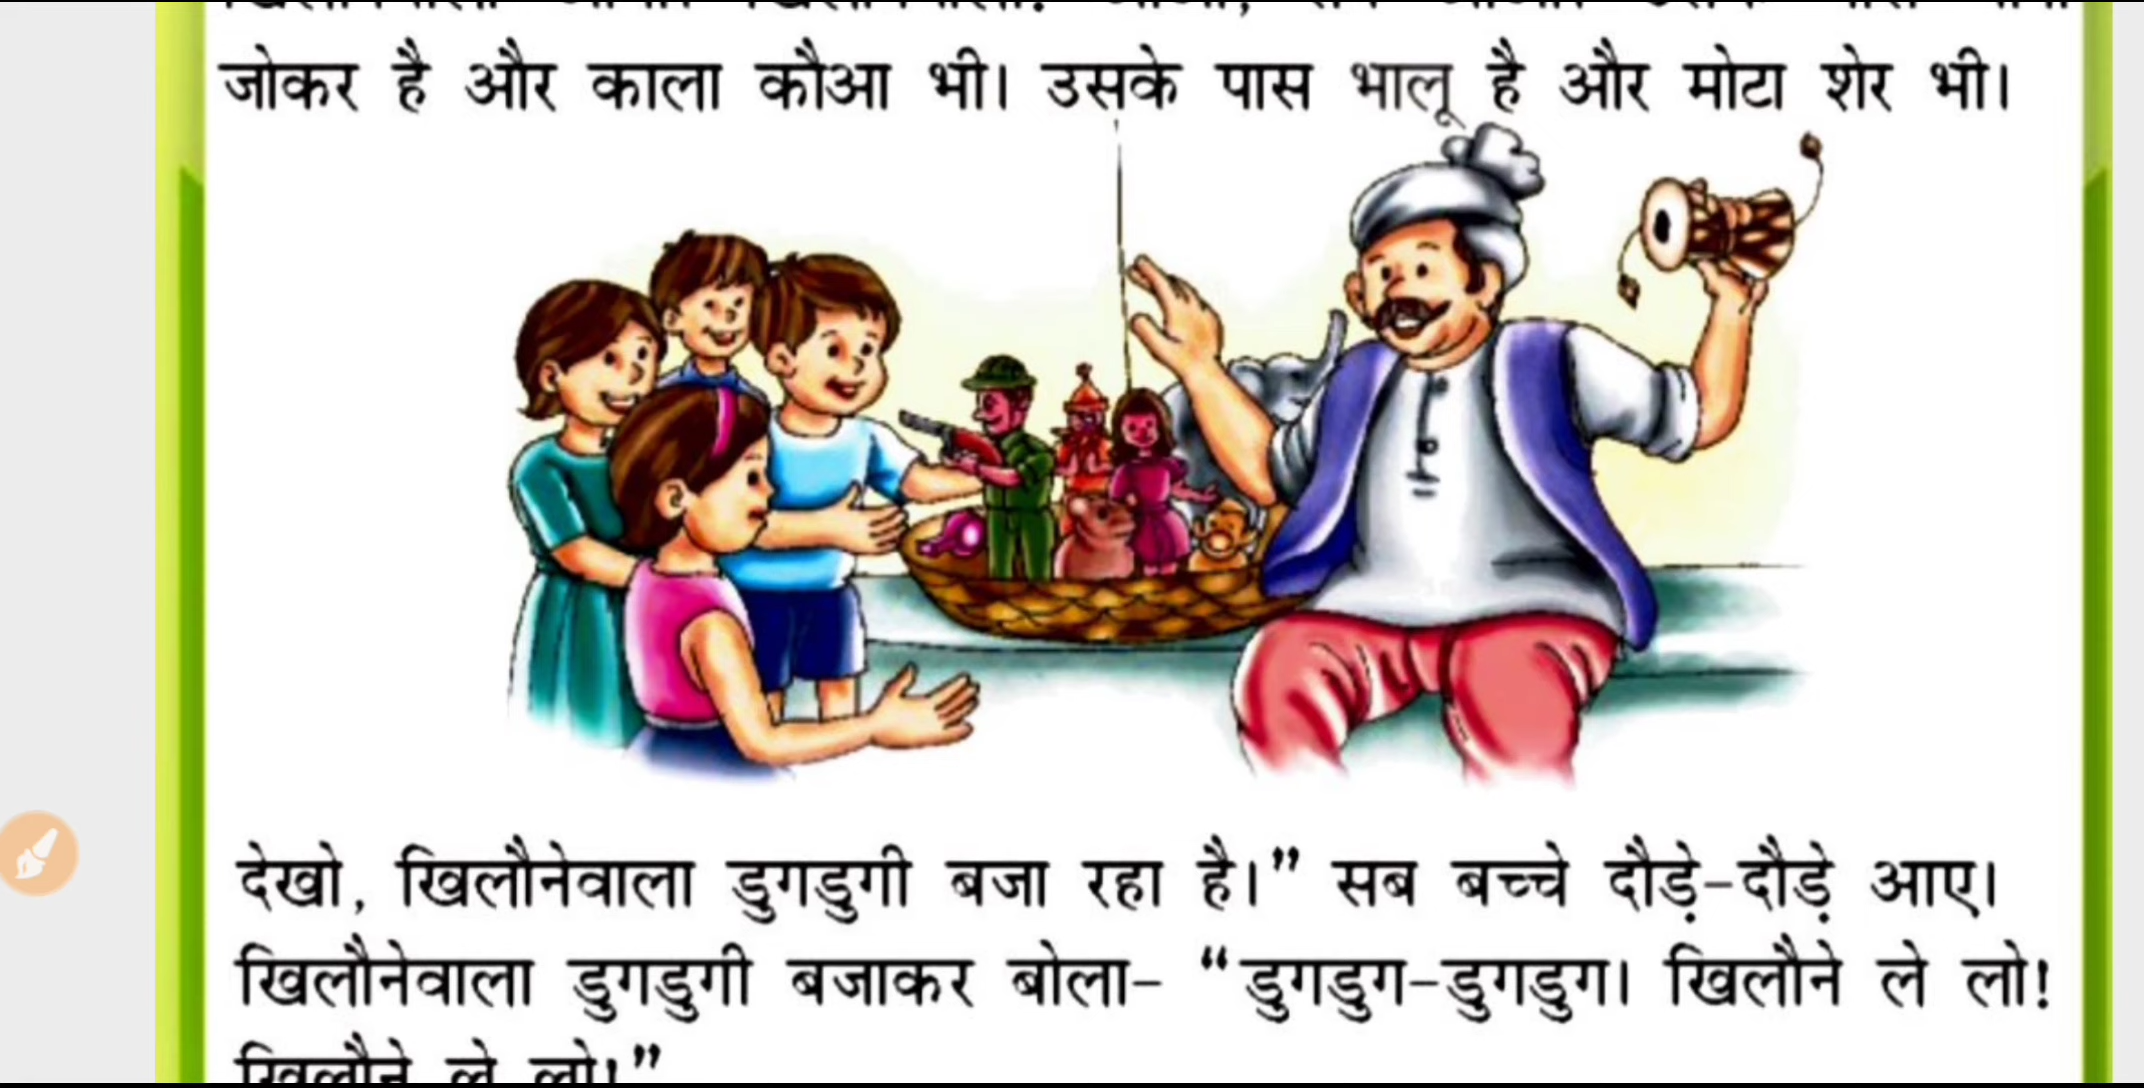 जोकर है और काला कौआ भी। उसके पास भालू है और मोटा शेर भी।
देखो, खिलौनेवाला डुगडुगी बजा रहा है।” सब बच्चे दौड़े-दौड़े आए।
खिलौनेवाला डुगडुगी बजाकर बोला- “डुगडुग-डुगडुग। खिलौने ले लो!
खिलौने ले लो!”